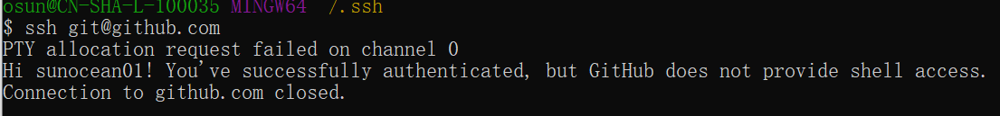 osun@CN-SHA-L-100035 MINGW64 /.ssh
$ ssh git@github.com
PTY allocation request failed on channel 0
Hi sunocean01! You've successfully authenticated, but GitHub does not provide shell access.
Connection to github.com closed.